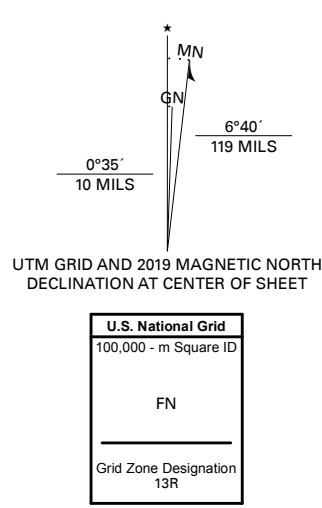 ★
MN
GN
6°40´
119 MILS
0°35´
10 MILS
UTM GRID AND 2019 MAGNETIC NORTH
DECLINATION AT CENTER OF SHEET
U.S. National Grid
100,000 - m Square ID
FN
Grid Zone Designation
13R